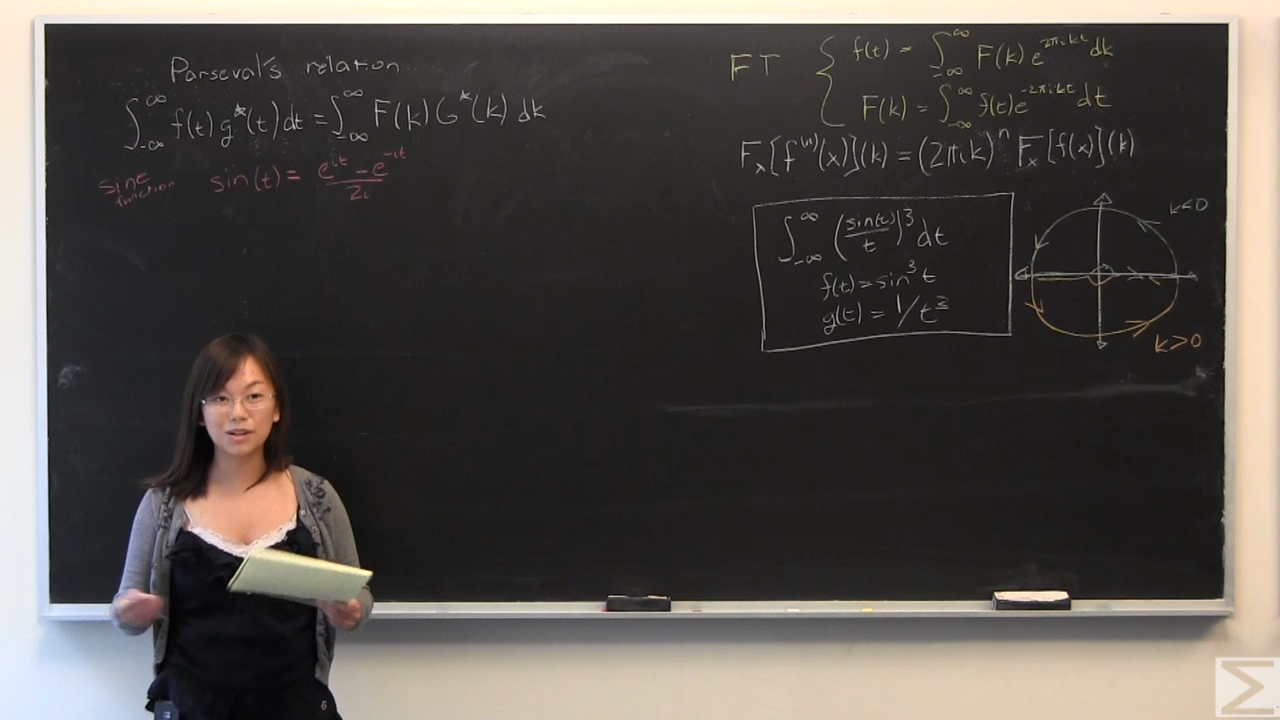 Parseval's relation
∫_{-∞}^{∞} f(t) g*(t) dt = ∫_{-∞}^{∞} F(k) G*(k) dk
sine function sin(t) = (e^{it} - e^{-it})/2i
FT { f(t) = ∫_{-∞}^{∞} F(k) e^{2πikt} dk
F(k) = ∫_{-∞}^{∞} f(t) e^{-2πikt} dt
F_x[f^{(n)}(x)](k) = (2πik)^n F_x[f(x)](k)
∫_{-∞}^{∞} (sin(t)/t)^3 dt
f(t) = sin^3 t
g(t) = 1/t^3
k<0
k>0
Σ